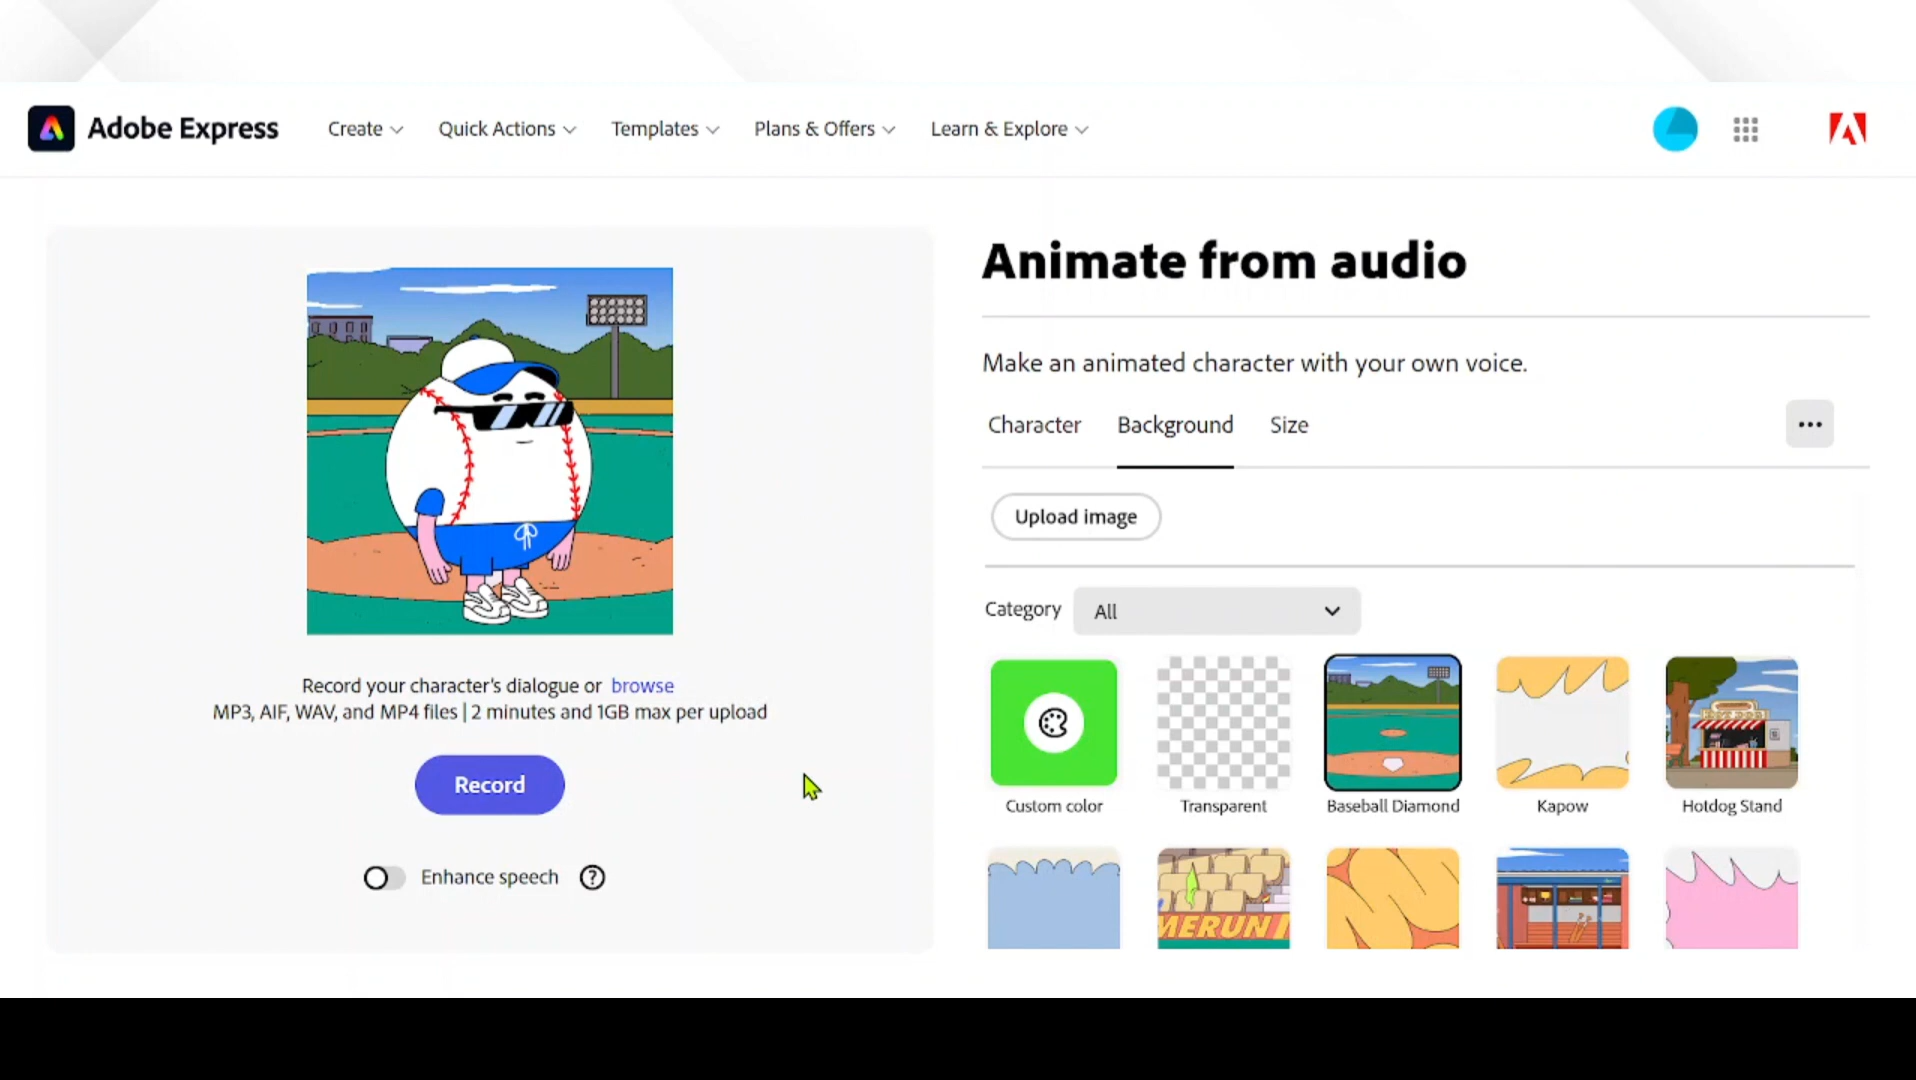 Adobe Express
Create
Quick Actions
Templates
Plans & Offers
Learn & Explore
Animate from audio
Make an animated character with your own voice.
Character
Background
Size
Upload image
Category
All
Record your character's dialogue or browse
MP3, AIF, WAV, and MP4 files | 2 minutes and 1GB max per upload
Record
Enhance speech
Custom color
Transparent
Baseball Diamond
Kapow
Hotdog Stand
MERUN